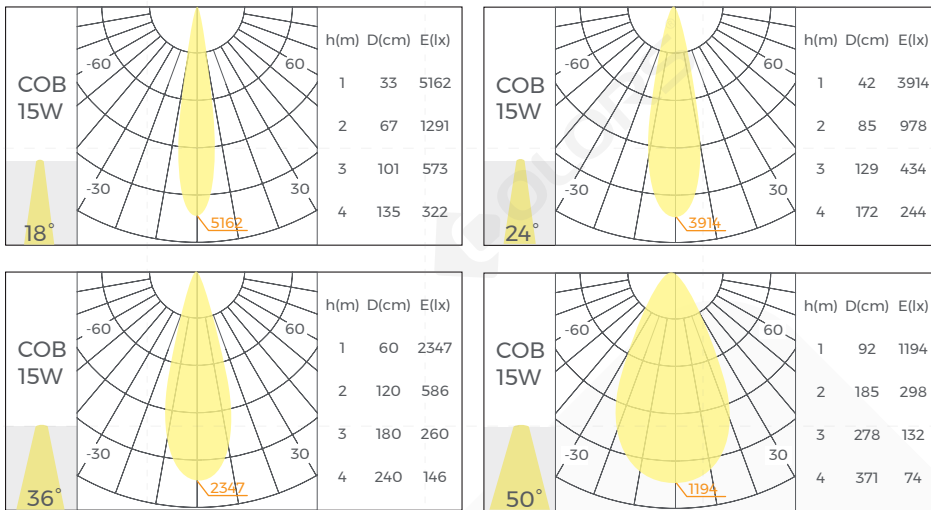 COB
15W
18°
-60
60
-30
30
5162
h(m) D(cm) E(lx)
1 33 5162
2 67 1291
3 101 573
4 135 322
COB
15W
24°
-60
60
-30
30
3914
h(m) D(cm) E(lx)
1 42 3914
2 85 978
3 129 434
4 172 244
COB
15W
36°
-60
60
-30
30
2347
h(m) D(cm) E(lx)
1 60 2347
2 120 586
3 180 260
4 240 146
COB
15W
50°
-60
60
-30
30
1194
h(m) D(cm) E(lx)
1 92 1194
2 185 298
3 278 132
4 371 74